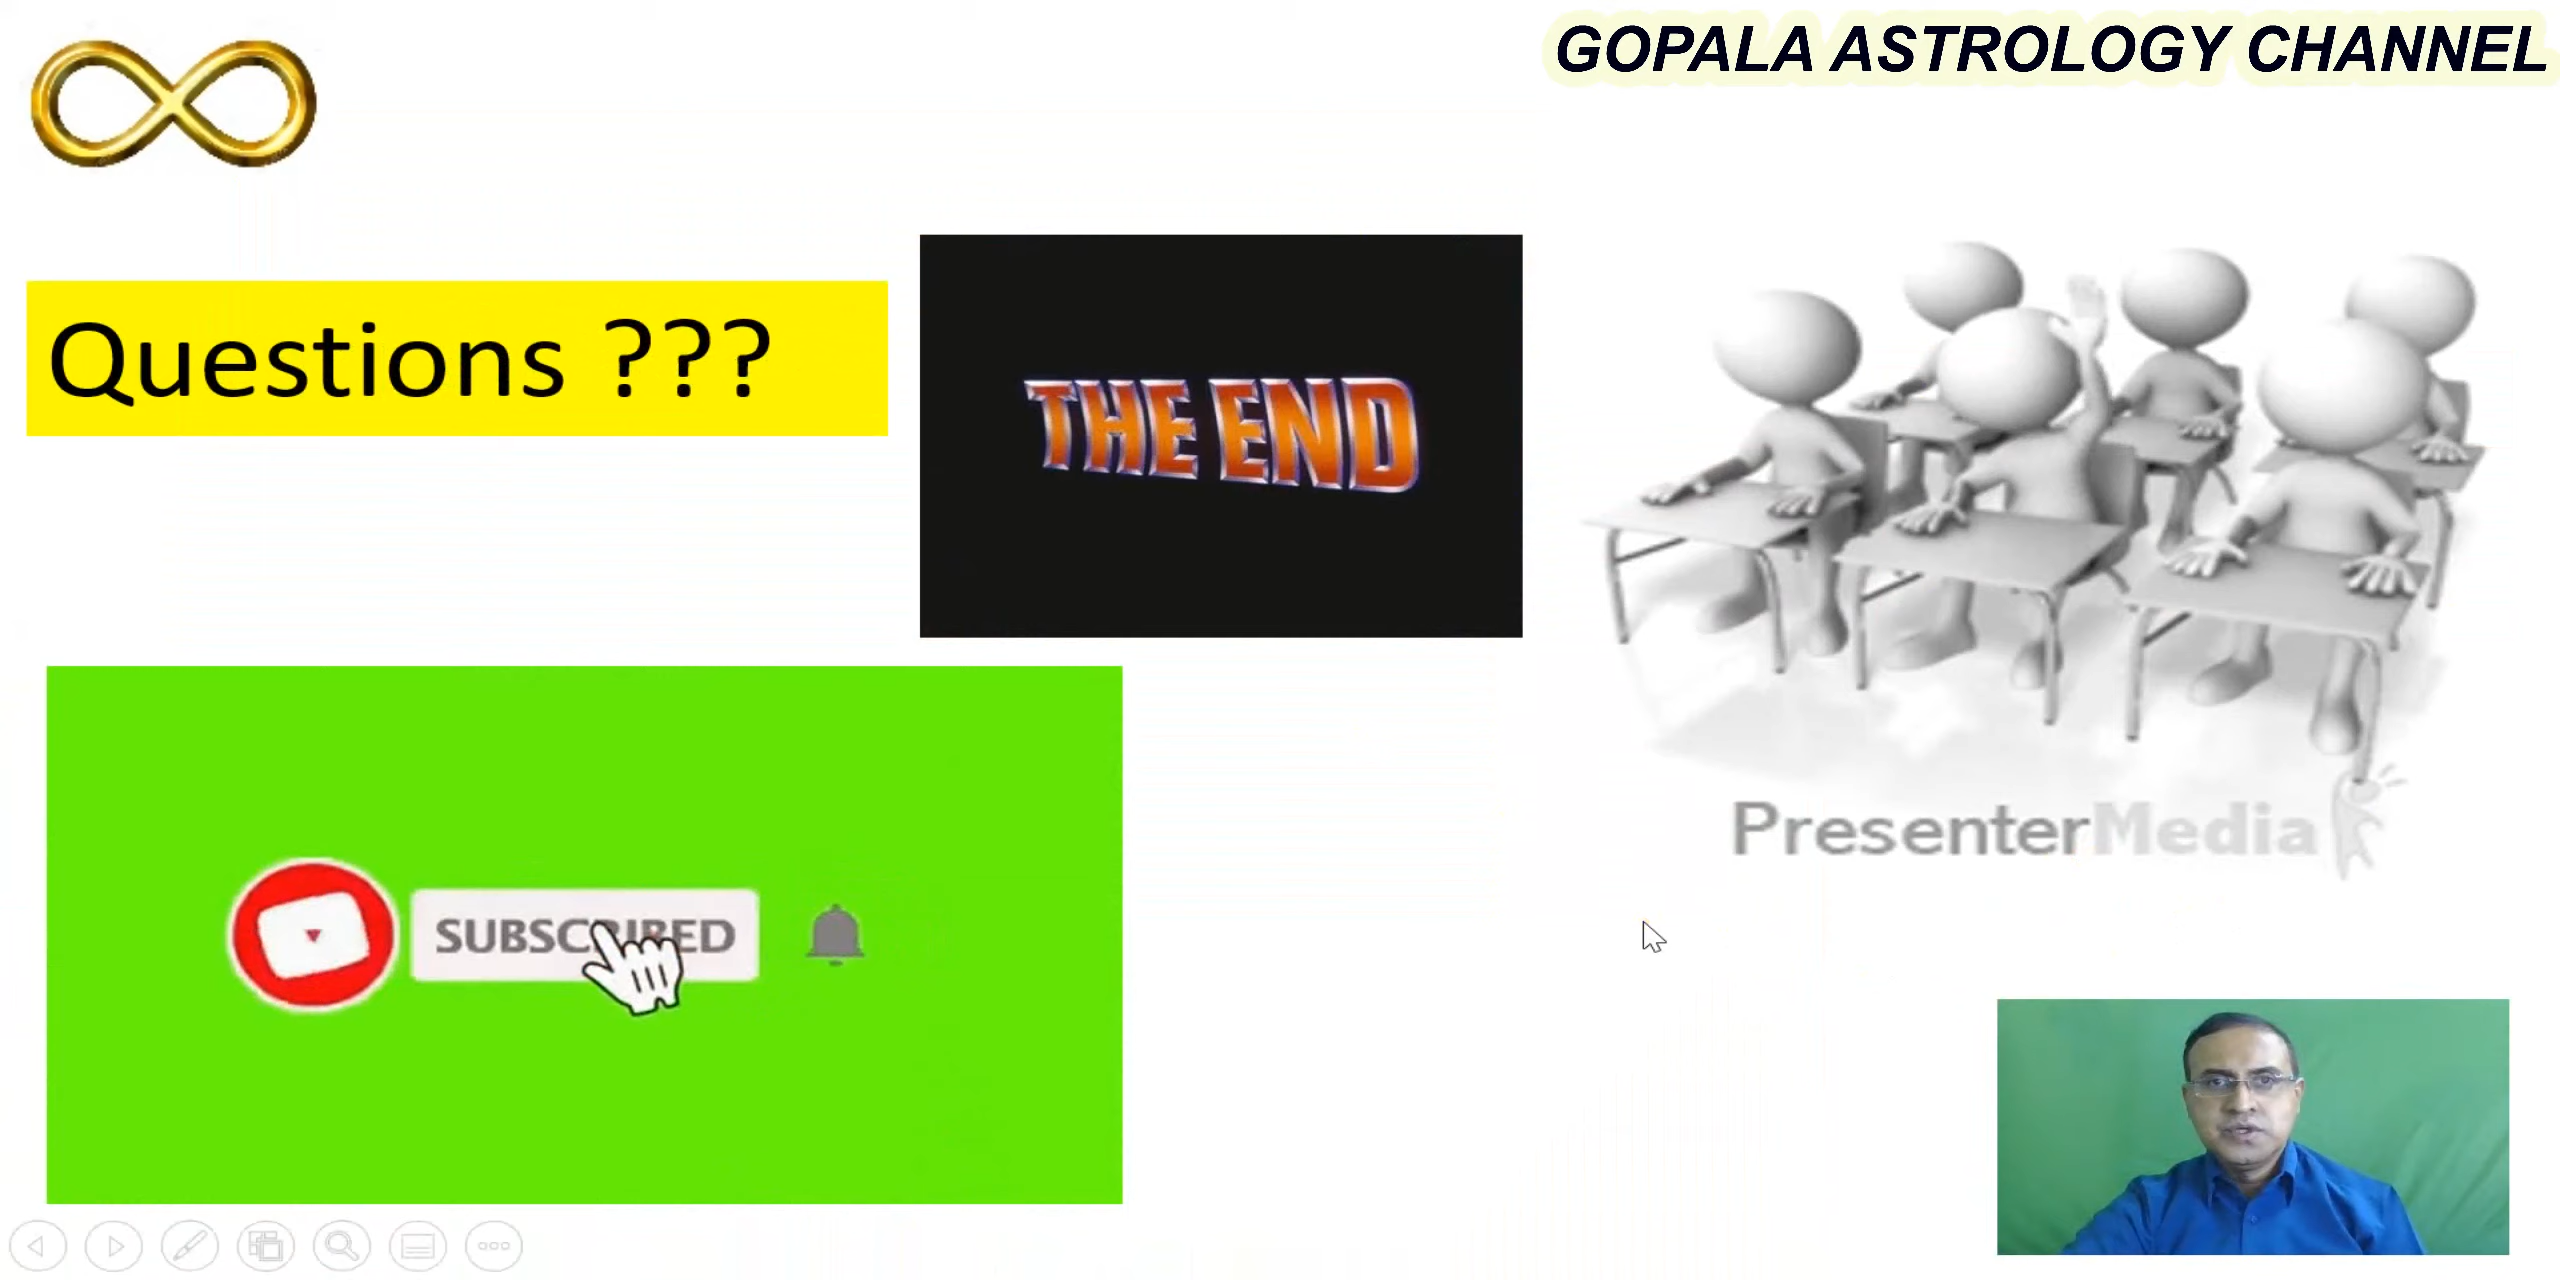 GOPALA ASTROLOGY CHANNEL
Questions ???
THE END
SUBSCRIBED
PresenterMedia